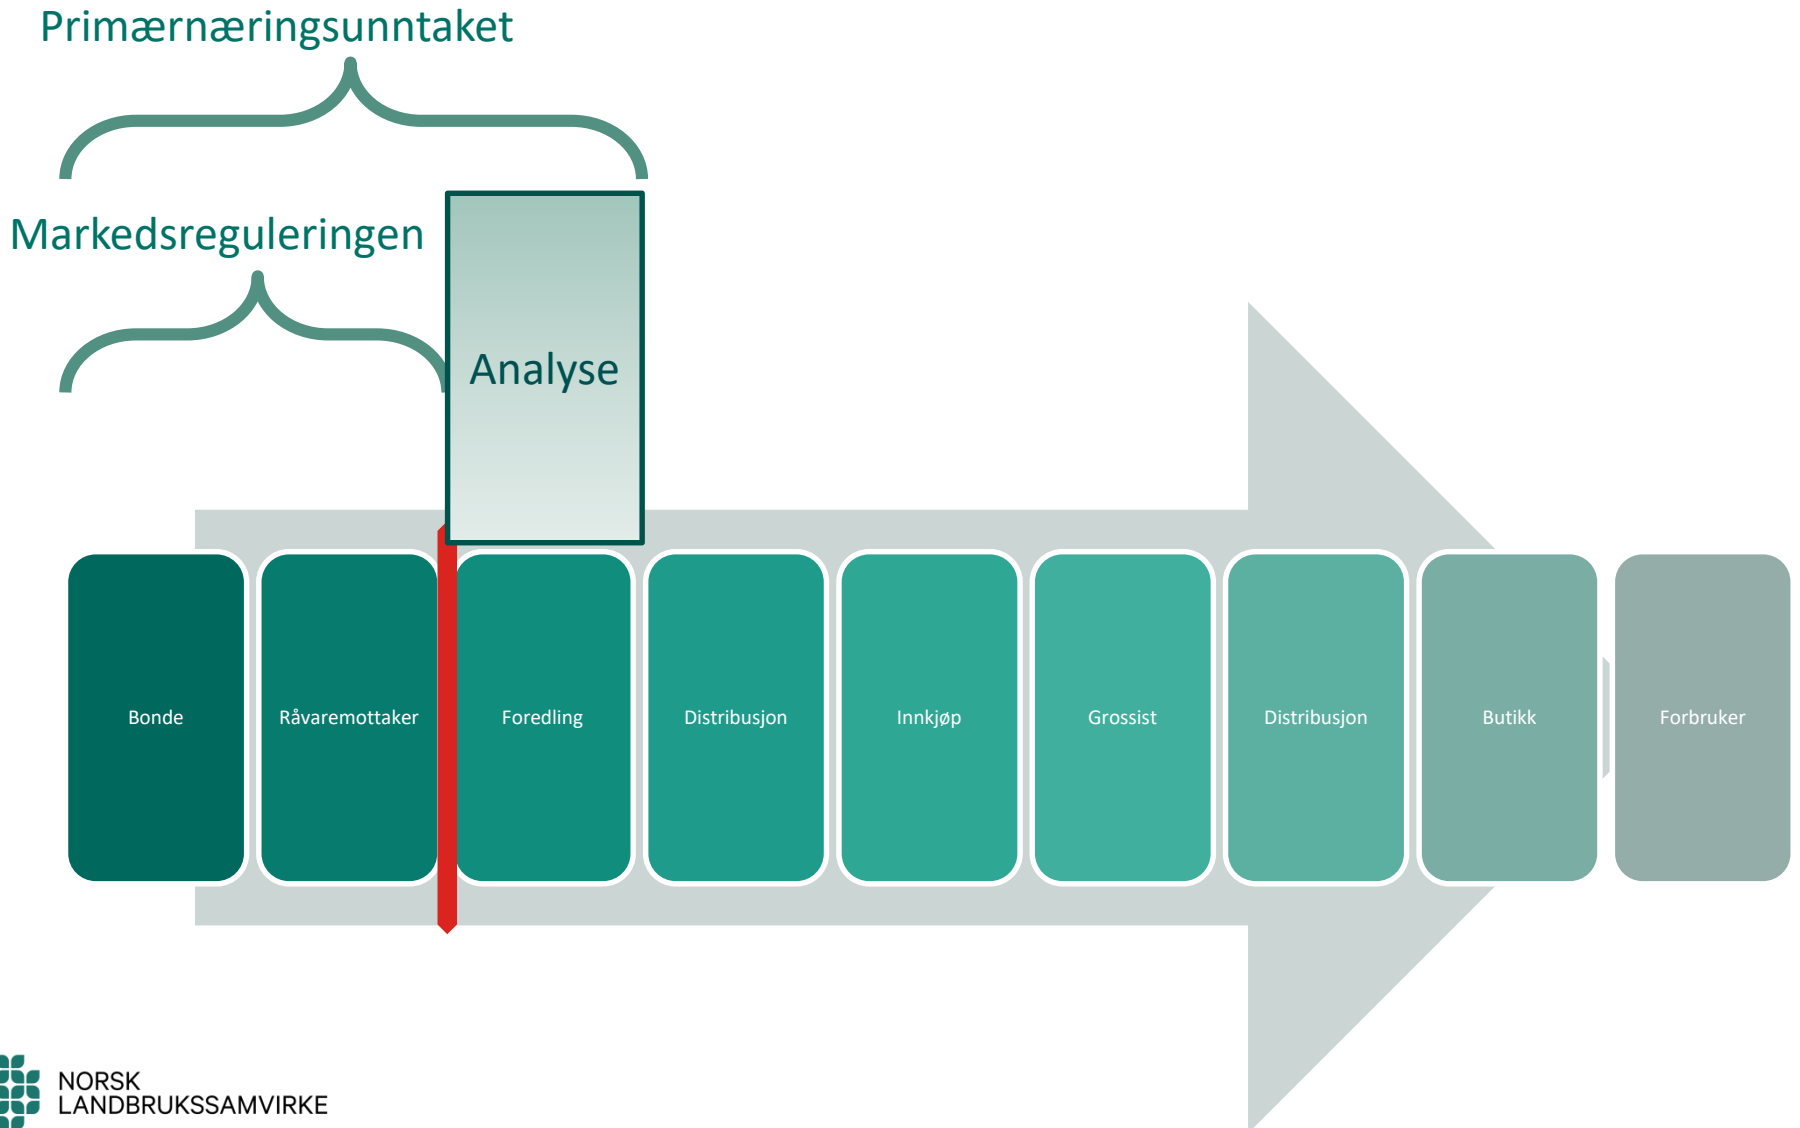 Primærnæringsunntaket
Markedsreguleringen
Analyse
Bonde
Råvaremottaker
Foredling
Distribusjon
Innkjøp
Grossist
Distribusjon
Butikk
Forbruker
NORSK
LANDBRUKSSAMVIRKE